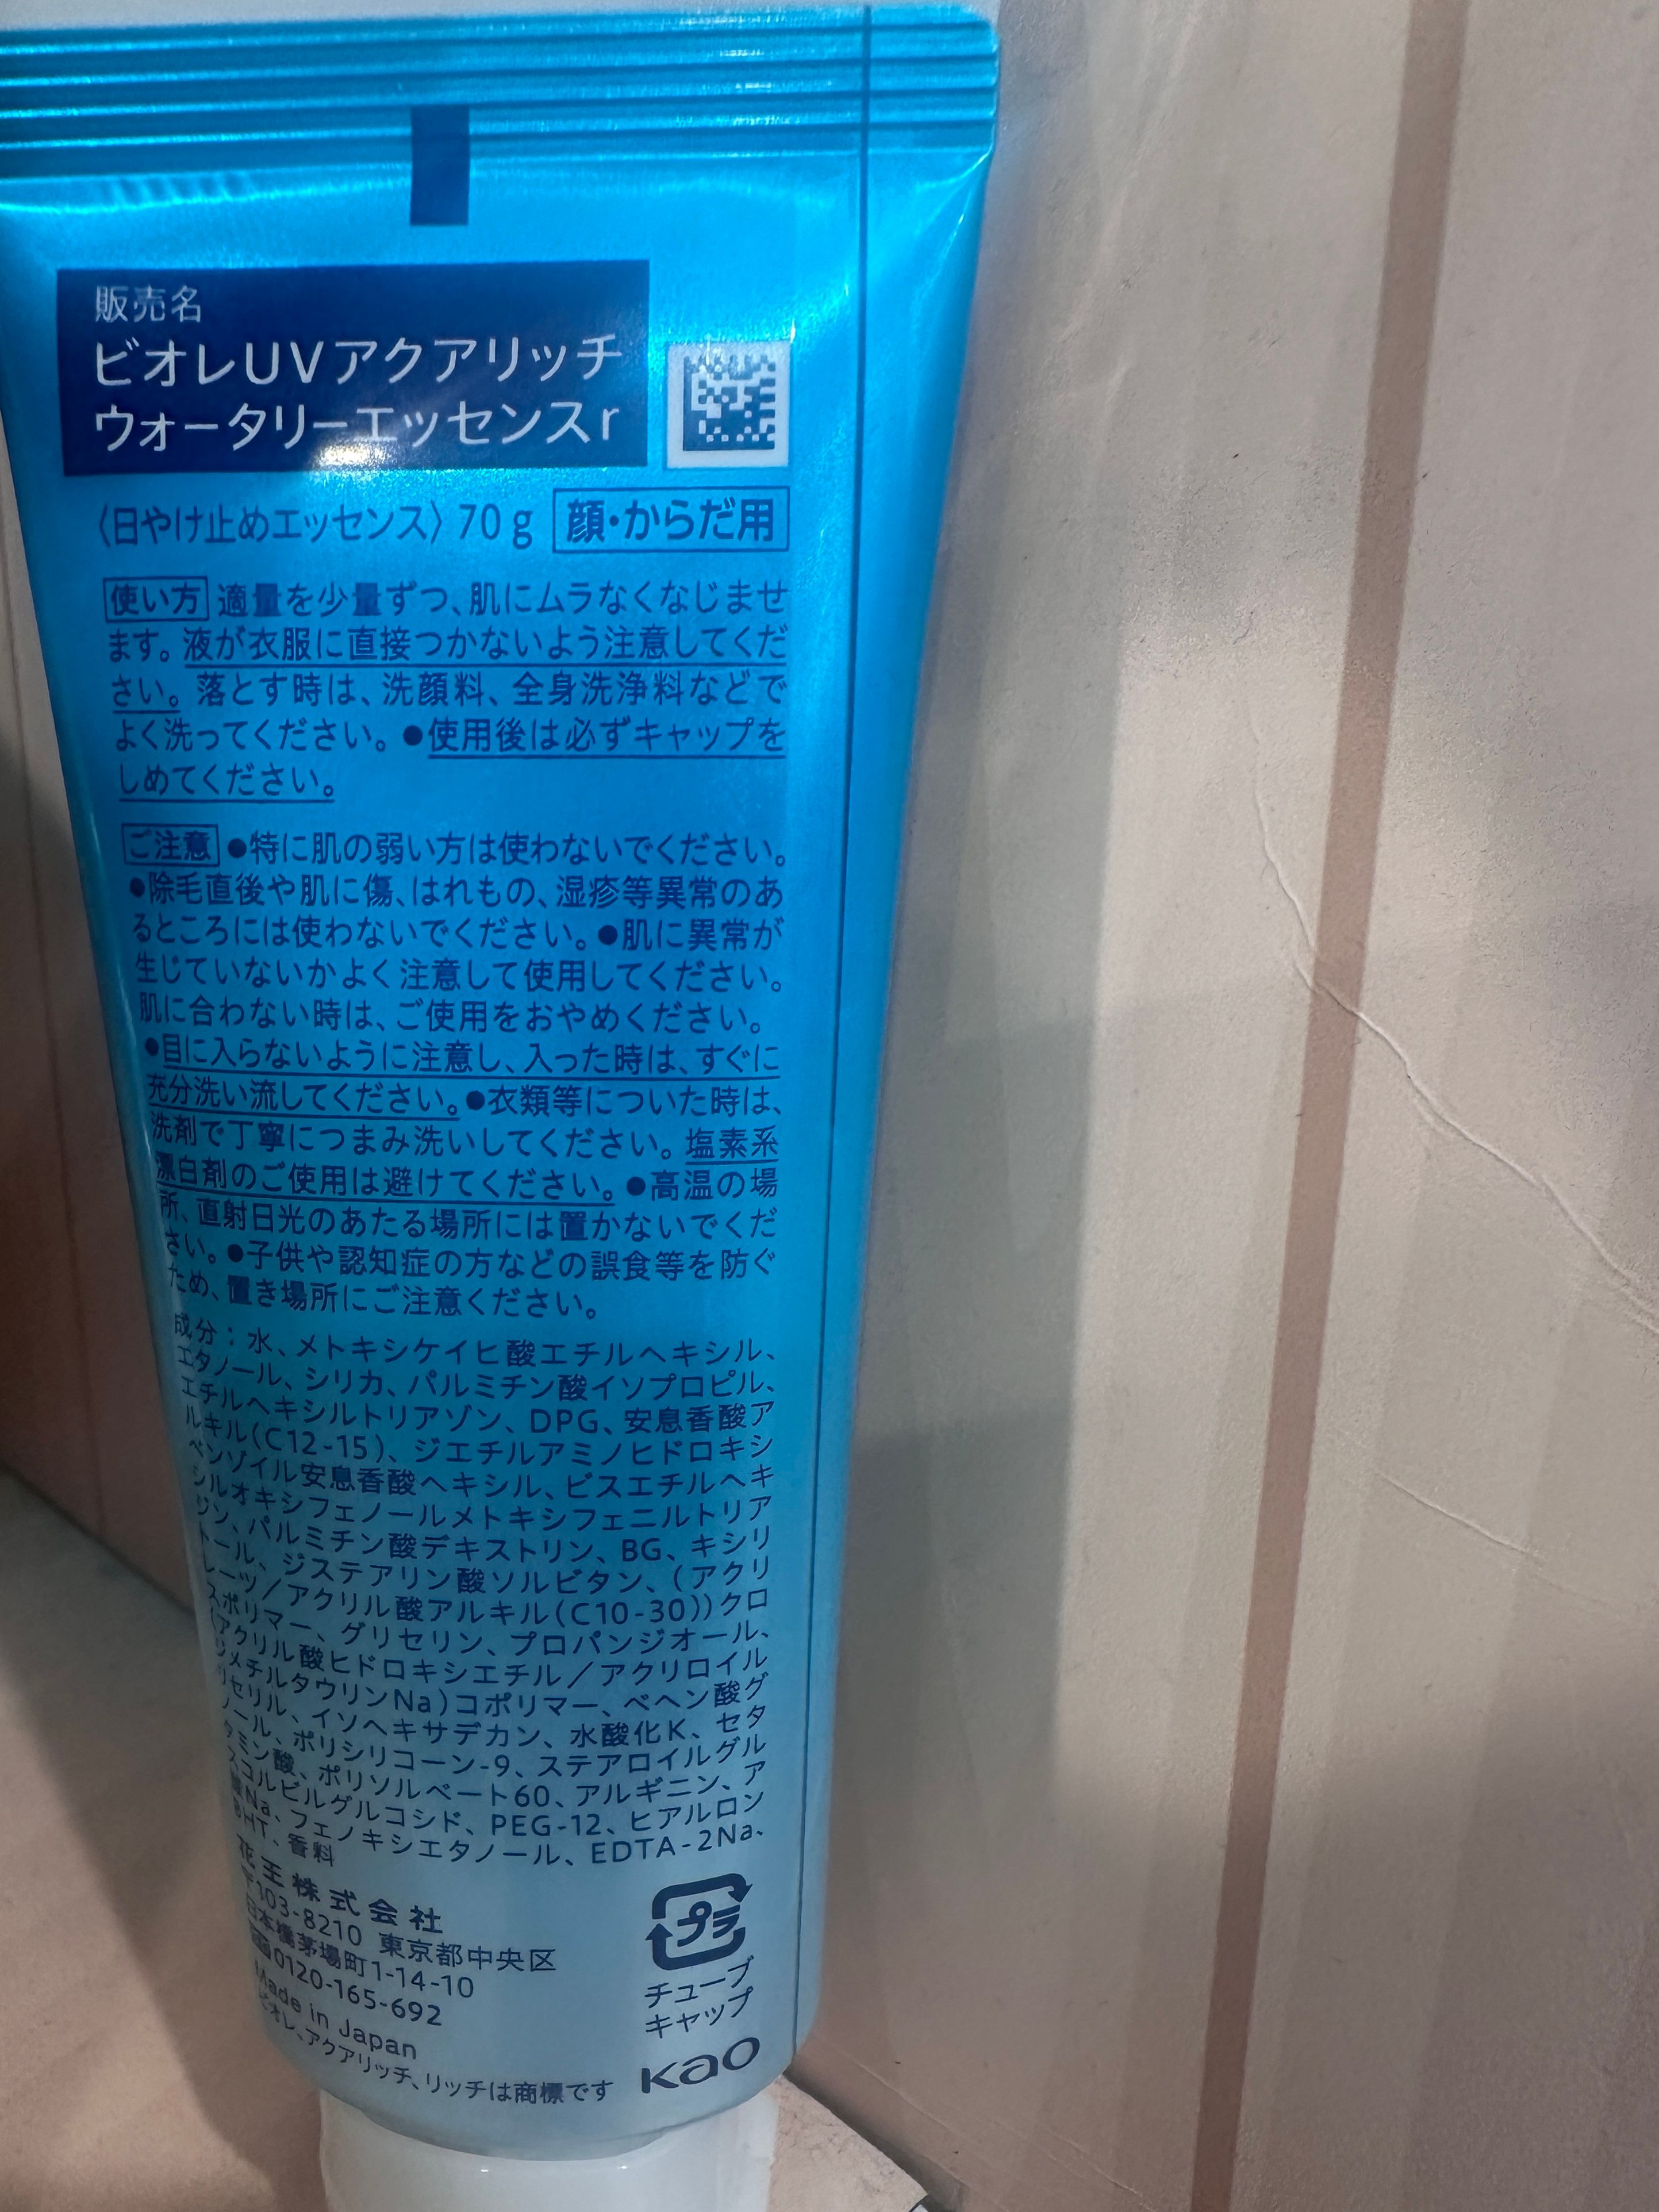 販売名
ビオレUVアクアリッチ
ウォータリーエッセンスr
〈日やけ止めエッセンス〉70g 顔・からだ用
使い方 適量を少量ずつ、肌にムラなくなじませ
ます。液が衣服に直接つかないよう注意してくだ
さい。落とす時は、洗顔料、全身洗浄料などで
よく洗ってください。●使用後は必ずキャップを
しめてください。
ご注意 ●特に肌の弱い方は使わないでください。
●除毛直後や肌に傷、はれもの、湿疹等異常のあ
るところには使わないでください。●肌に異常が
生じていないかよく注意して使用してください。
肌に合わない時は、ご使用をおやめください。
●目に入らないように注意し、入った時は、すぐに
充分洗い流してください。●衣類等についた時は、
洗剤で丁寧につまみ洗いしてください。塩素系
漂白剤のご使用は避けてください。●高温の場
所、直射日光のあたる場所には置かないでくだ
さい。●子供や認知症の方などの誤食等を防ぐ
ため、置き場所にご注意ください。
成分：水、メトキシケイヒ酸エチルヘキシル、
エタノール、シリカ、パルミチン酸イソプロピル、
エチルヘキシルトリアゾン、DPG、安息香酸ア
ルキル(C12-15)、ジエチルアミノヒドロキシ
ベンゾイル安息香酸ヘキシル、ビスエチルヘキ
シルオキシフェノールメトキシフェニルトリア
ジン、パルミチン酸デキストリン、BG、キシリ
トール、ジステアリン酸ソルビタン、(アクリ
レーツ／アクリル酸アルキル(C10-30))クロ
スポリマー、グリセリン、プロパンジオール、
(アクリル酸ヒドロキシエチル／アクリロイル
ジメチルタウリンNa)コポリマー、ベヘン酸グ
リセリル、イソヘキサデカン、水酸化K、セタ
ノール、ポリシリコーン-9、ステアロイルグル
タミン酸、ポリソルベート60、アルギニン、ア
スコルビルグルコシド、PEG-12、ヒアルロン
酸Na、フェノキシエタノール、EDTA-2Na、
BHT、香料
花王株式会社
〒103-8210 東京都中央区
日本橋茅場町1-14-10
0120-165-692
Made in Japan
ビオレ、アクアリッチ、リッチは商標です
プラ
チューブ
キャップ
Kao